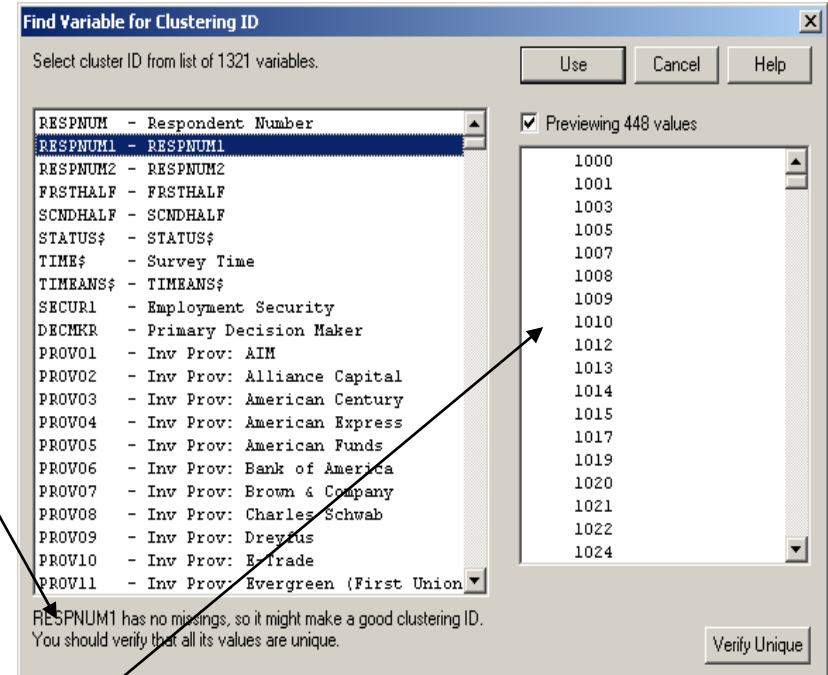 Find Variable for Clustering ID
Select cluster ID from list of 1321 variables.
Use
Cancel
Help
RESPNUM - Respondent Number
RESPNUM1 - RESPNUM1
RESPNUM2 - RESPNUM2
FRSTHALF - FRSTHALF
SCNDHALF - SCNDHALF
STATUS$ - STATUS$
TIME$ - Survey Time
TIMEANS$ - TIMEANS$
SECUR1 - Employment Security
DECMKR - Primary Decision Maker
PROV01 - Inv Prov: AIM
PROV02 - Inv Prov: Alliance Capital
PROV03 - Inv Prov: American Century
PROV04 - Inv Prov: American Express
PROV05 - Inv Prov: American Funds
PROV06 - Inv Prov: Bank of America
PROV07 - Inv Prov: Brown & Company
PROV08 - Inv Prov: Charles Schwab
PROV09 - Inv Prov: Dreyfus
PROV10 - Inv Prov: E-Trade
PROV11 - Inv Prov: Evergreen (First Union
Previewing 448 values
1000
1001
1003
1005
1007
1008
1009
1010
1012
1013
1014
1015
1017
1019
1020
1021
1022
1024
RESPNUM1 has no missings, so it might make a good clustering ID.
You should verify that all its values are unique.
Verify Unique